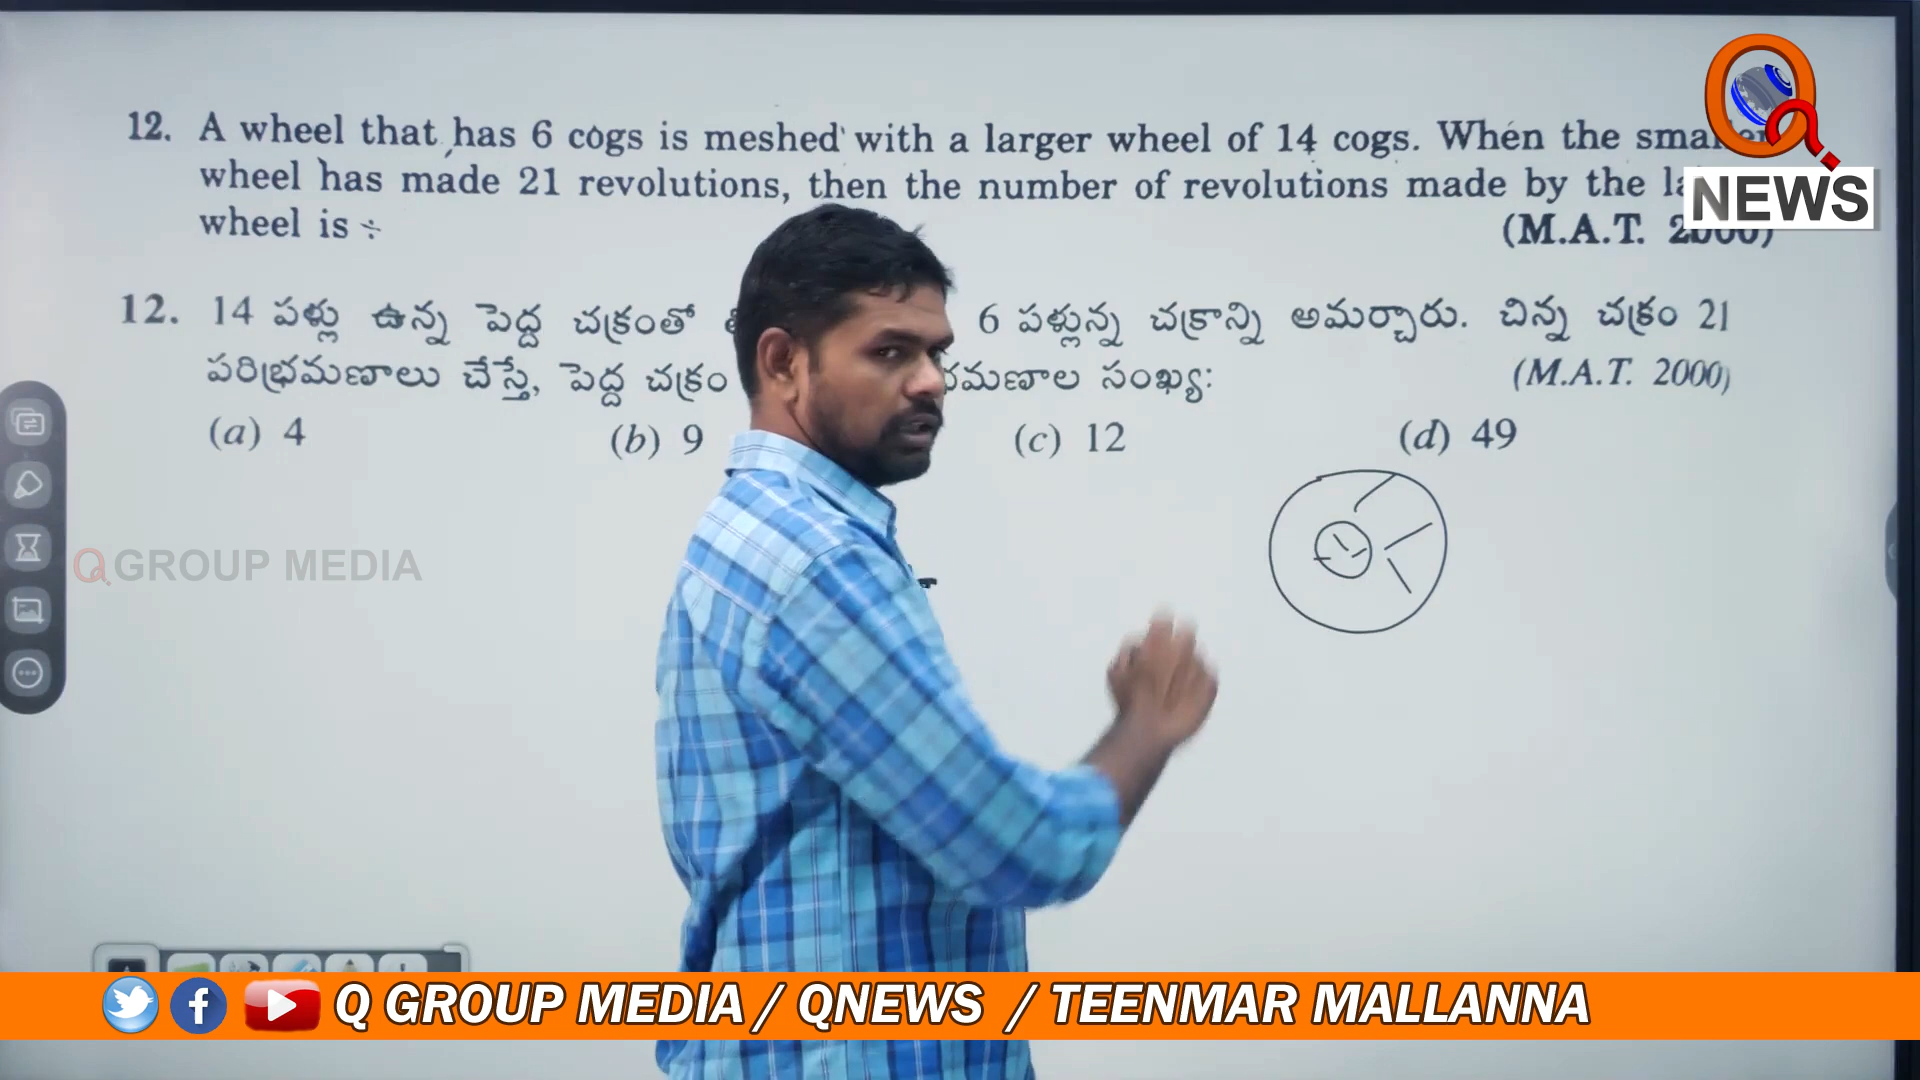 12. A wheel that has 6 cogs is meshed with a larger wheel of 14 cogs. When the smaller
wheel has made 21 revolutions, then the number of revolutions made by the
wheel is ÷
(M.A.T. 2000)
12. 14 పళ్లు ఉన్న పెద్ద చక్రంతో 6 పళ్లున్న చక్రాన్ని అమర్చారు. చిన్న చక్రం 21
పరిభ్రమణాలు చేస్తే, పెద్ద చక్రం భ్రమణాల సంఖ్య:
(M.A.T. 2000)
(a) 4 (b) 9 (c) 12 (d) 49
Q
NEWS
Q GROUP MEDIA
Q GROUP MEDIA / QNEWS / TEENMAR MALLANNA